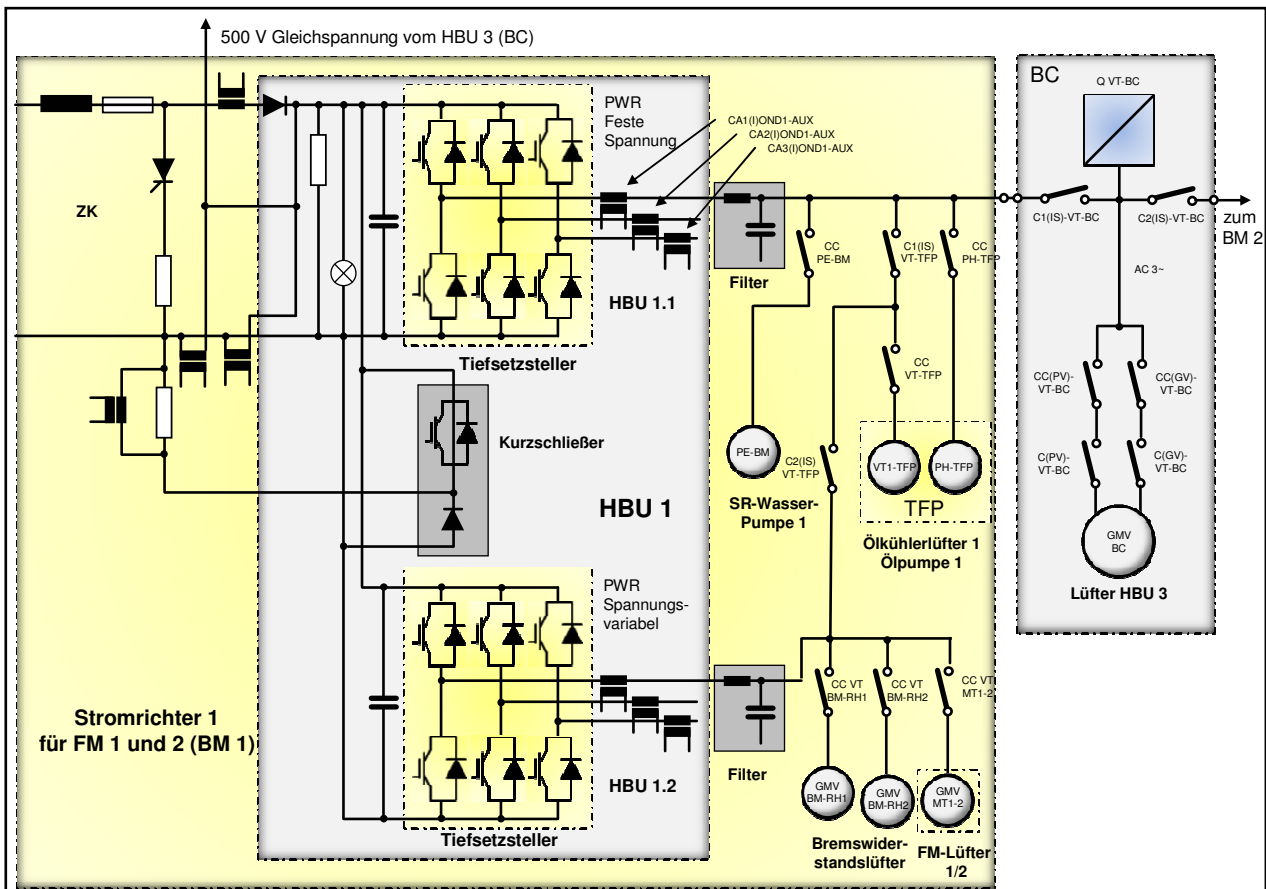 500 V Gleichspannung vom HBU 3 (BC)
BC
Q VT-BC
PWR
Feste
Spannung
CA1(I)OND1-AUX
CA2(I)OND1-AUX
CA3(I)OND1-AUX
ZK
C1(IS)-VT-BC
C2(IS)-VT-BC
zum
BM 2
CC
PE-BM
C1(IS)
VT-TFP
CC
PH-TFP
AC 3~
Filter
HBU 1.1
Tiefsetzsteller
CC
VT-TFP
CC(PV)-
VT-BC
CC(GV)-
VT-BC
Kurzschließer
PE-BM
C2(IS)
VT-TFP
VT1-TFP
PH-TFP
C(PV)-
VT-BC
C(GV)-
VT-BC
HBU 1
SR-Wasser-
Pumpe 1
TFP
Ölkühlerlüfter 1
Ölpumpe 1
GMV
BC
Lüfter HBU 3
PWR
Spannungs-
variabel
CC VT
BM-RH1
CC VT
BM-RH2
CC VT
MT1-2
Stromrichter 1
für FM 1 und 2 (BM 1)
HBU 1.2
Filter
GMV
BM-RH1
GMV
BM-RH2
GMV
MT1-2
Tiefsetzsteller
Bremswider-
standslüfter
FM-Lüfter
1/2